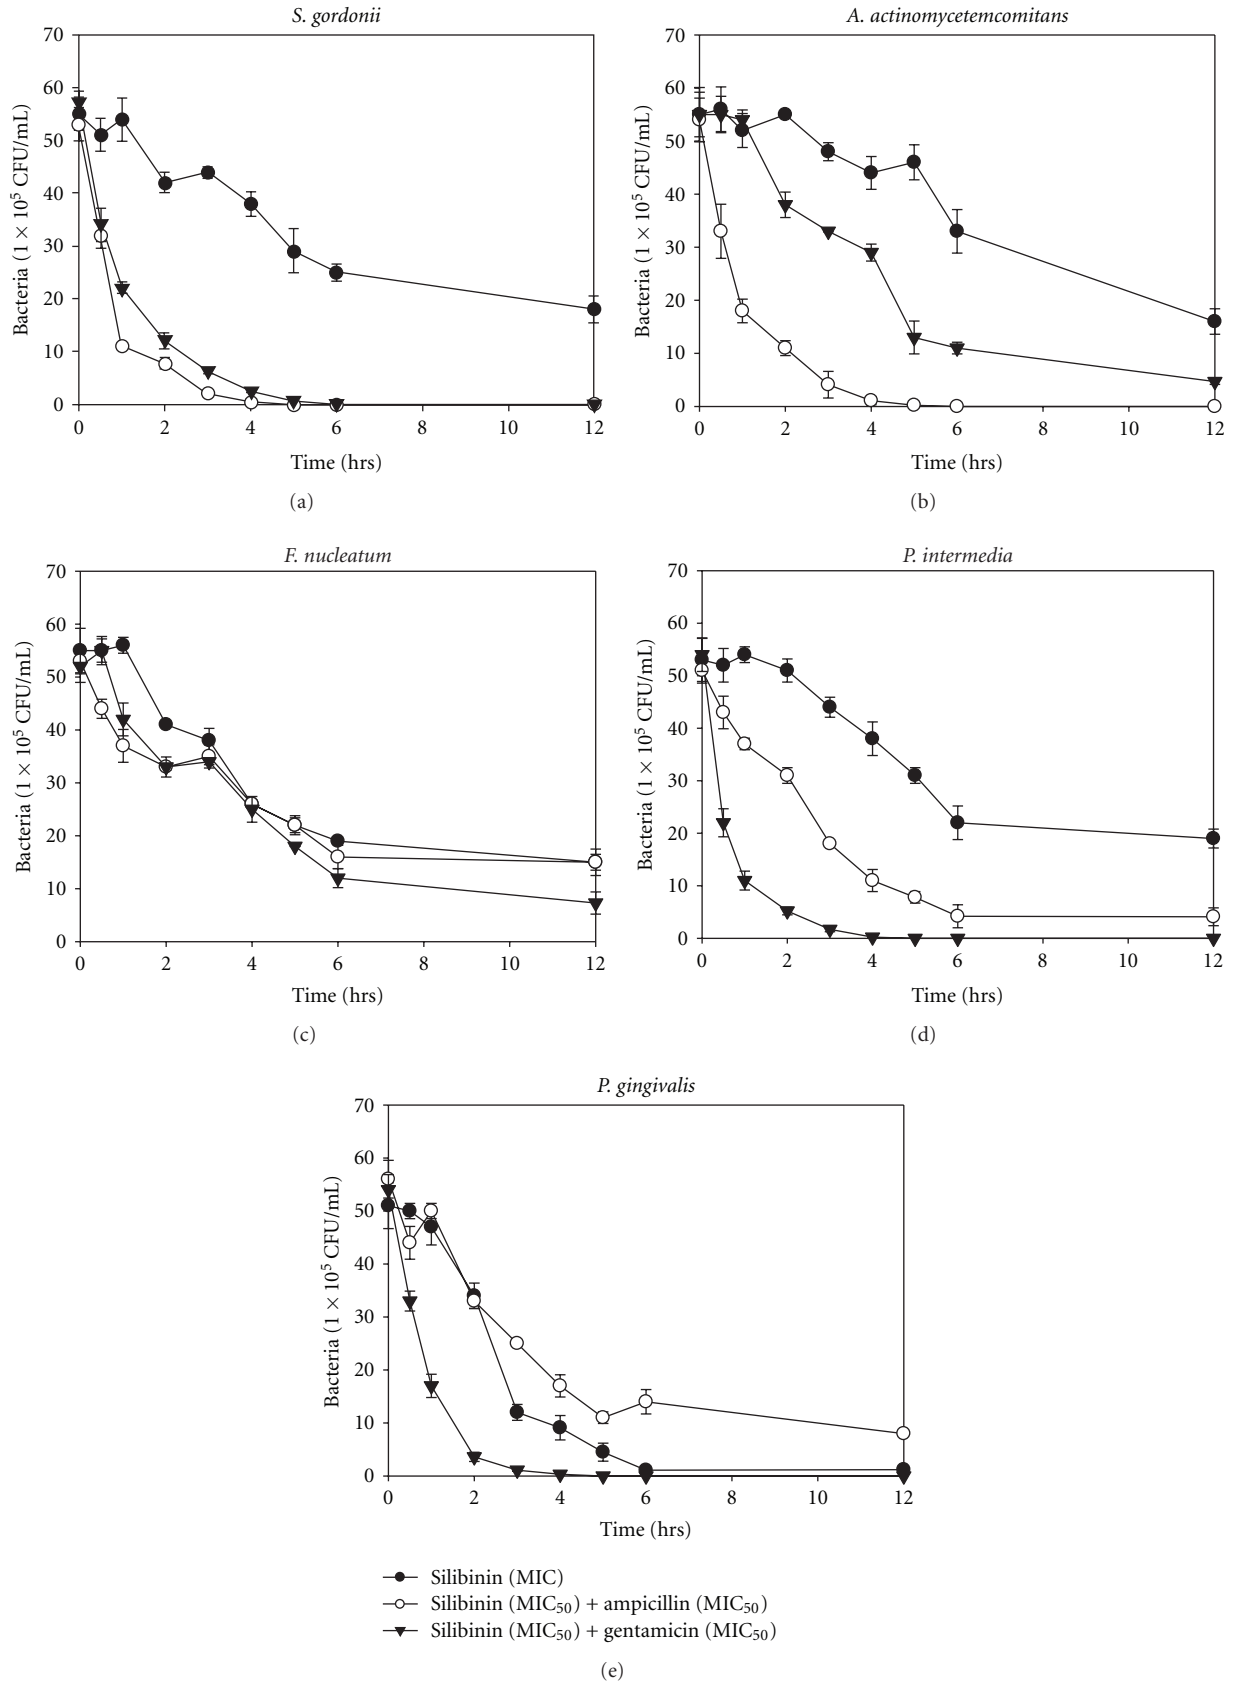 S. gordonii
70
60
50
40
30
20
10
0
Bacteria (1 × 10⁵ CFU/mL)
0 2 4 6 8 10 12
Time (hrs)
(a)
A. actinomycetemcomitans
70
60
50
40
30
20
10
0
Bacteria (1 × 10⁵ CFU/mL)
0 2 4 6 8 10 12
Time (hrs)
(b)
F. nucleatum
70
60
50
40
30
20
10
0
Bacteria (1 × 10⁵ CFU/mL)
0 2 4 6 8 10 12
Time (hrs)
(c)
P. intermedia
70
60
50
40
30
20
10
0
Bacteria (1 × 10⁵ CFU/mL)
0 2 4 6 8 10 12
Time (hrs)
(d)
P. gingivalis
70
60
50
40
30
20
10
0
Bacteria (1 × 10⁵ CFU/mL)
0 2 4 6 8 10 12
Time (hrs)
Silibinin (MIC)
Silibinin (MIC₅₀) + ampicillin (MIC₅₀)
Silibinin (MIC₅₀) + gentamicin (MIC₅₀)
(e)